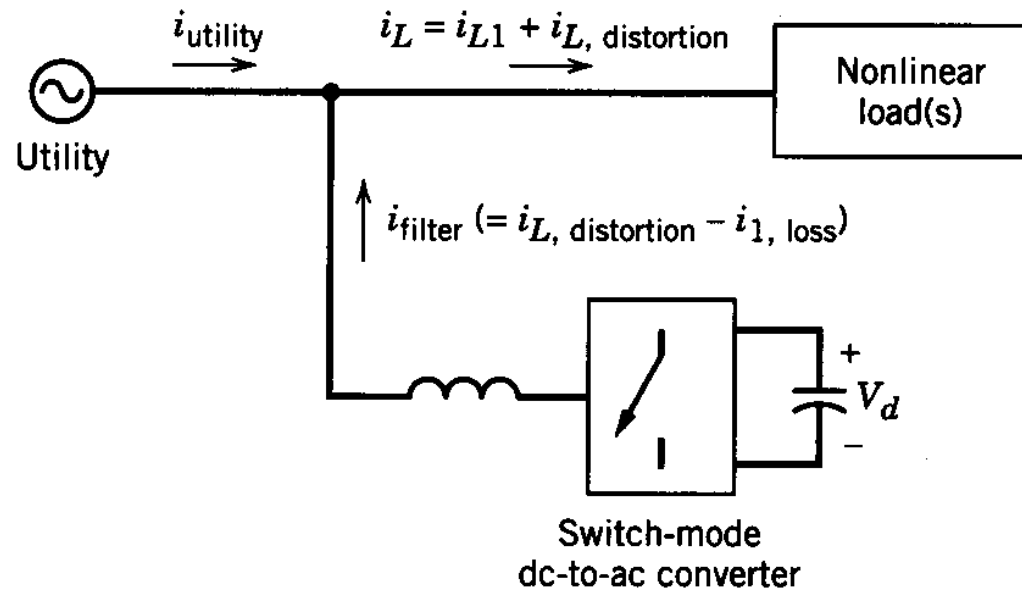 i_utility
i_L = i_L1 + i_L, distortion
Nonlinear
load(s)
Utility
i_filter (= i_L, distortion − i_1, loss)
+
V_d
−
Switch-mode
dc-to-ac converter